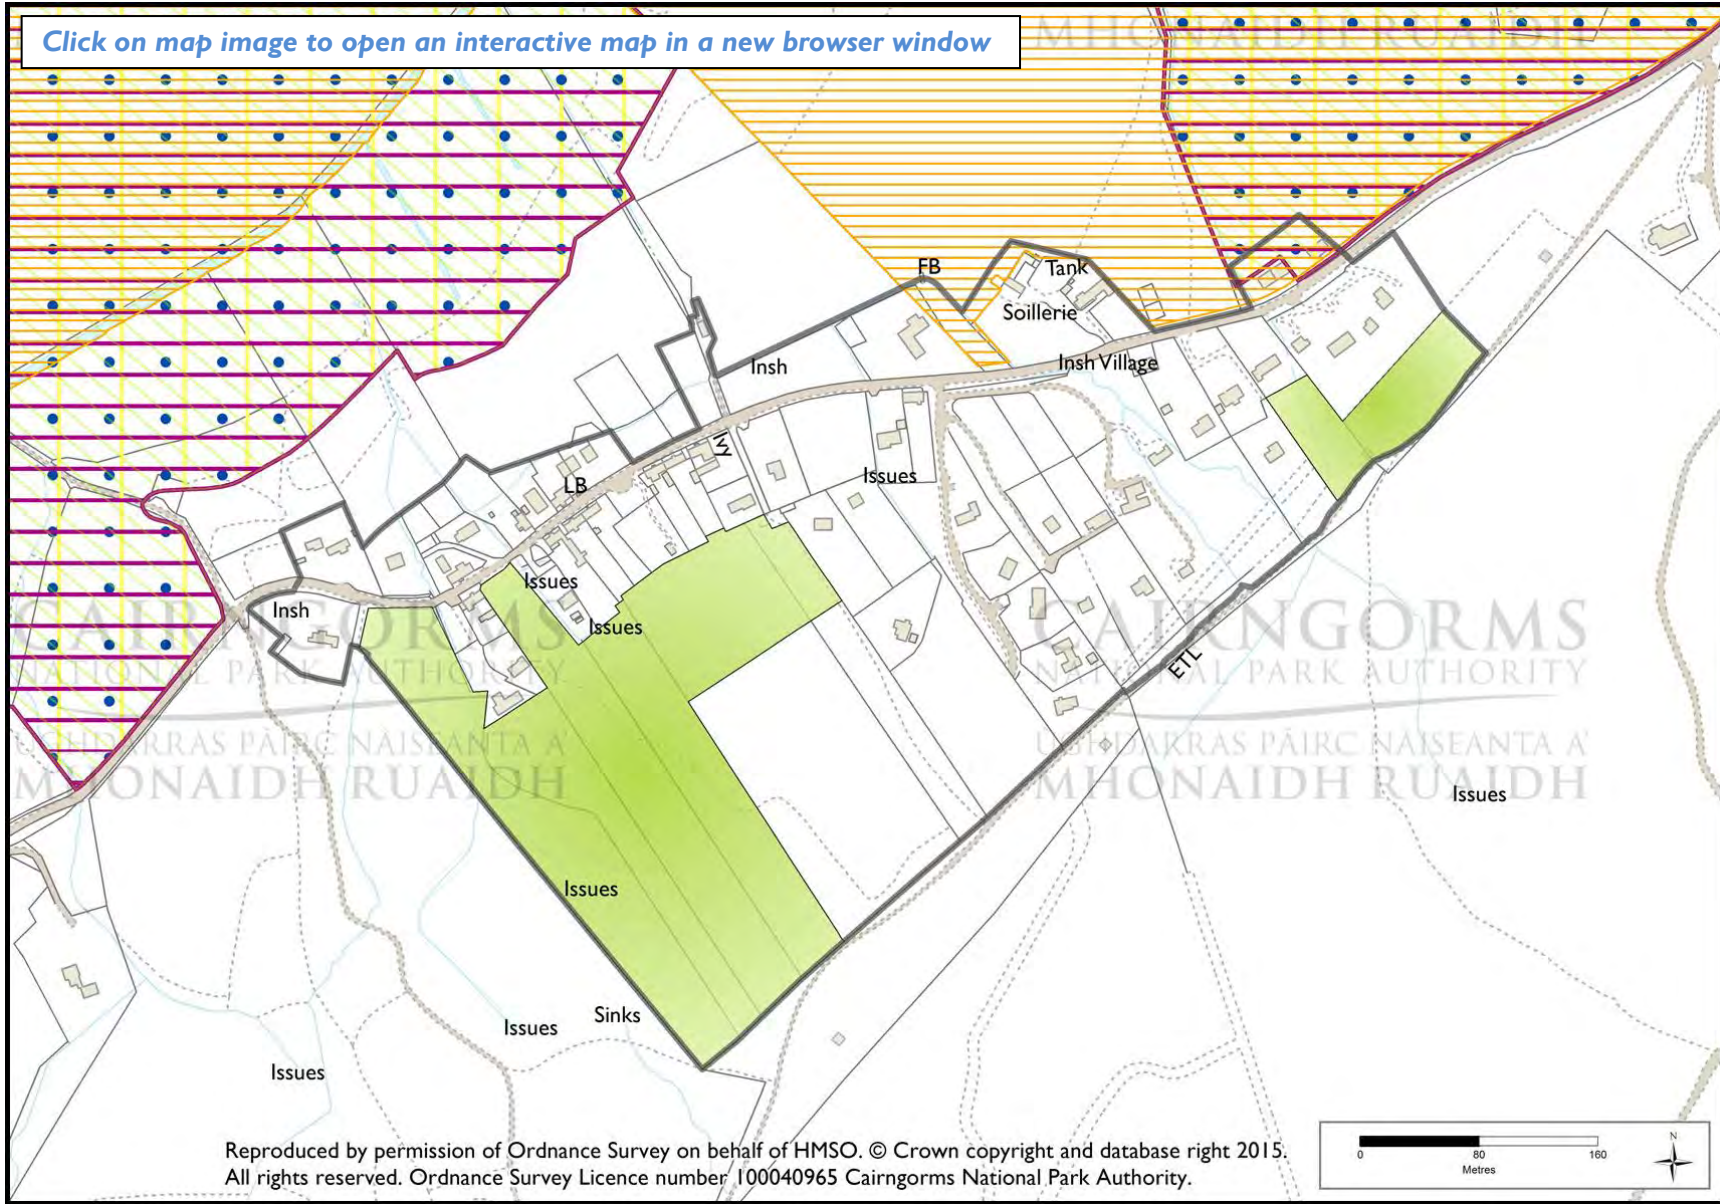 Click on map image to open an interactive map in a new browser window
MHONAIDH RUAIDH
FB
Tank
Soillerie
Insh
Insh Village
W
LB
Issues
Issues
Insh
Issues
CAIRNGORMS
NATIONAL PARK AUTHORITY
ÙGHDARRAS PÀIRC NÀISEANTA A'
MHONAIDH RUAIDH
CAIRNGORMS
NATIONAL PARK AUTHORITY
ÙGHDARRAS PÀIRC NÀISEANTA A'
MHONAIDH RUAIDH
ETL
Issues
Issues
Sinks
Issues
Issues
Reproduced by permission of Ordnance Survey on behalf of HMSO. © Crown copyright and database right 2015.
All rights reserved. Ordnance Survey Licence number 100040965 Cairngorms National Park Authority.
0 80 160
Metres
N